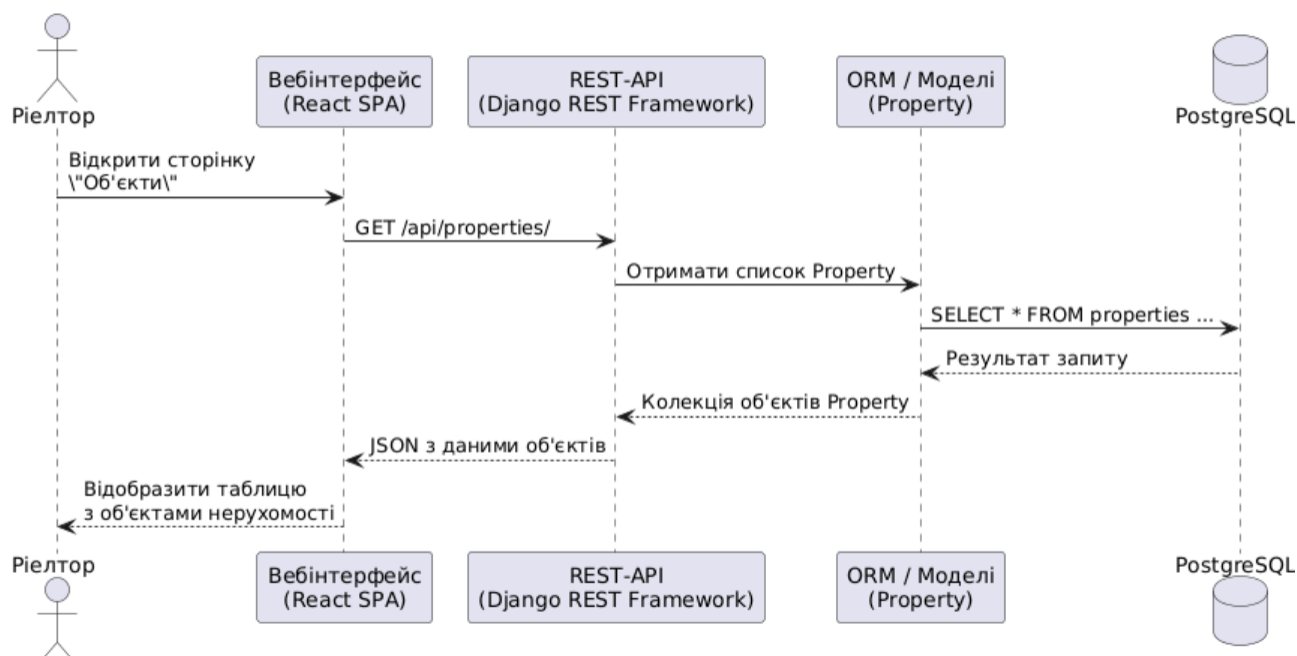 Ріелтор
Вебінтерфейс
(React SPA)
REST-API
(Django REST Framework)
ORM / Моделі
(Property)
PostgreSQL
Відкрити сторінку
\"Об'єкти\"
GET /api/properties/
Отримати список Property
SELECT * FROM properties ...
Результат запиту
Колекція об'єктів Property
JSON з даними об'єктів
Відобразити таблицю
з об'єктами нерухомості
Ріелтор
Вебінтерфейс
(React SPA)
REST-API
(Django REST Framework)
ORM / Моделі
(Property)
PostgreSQL